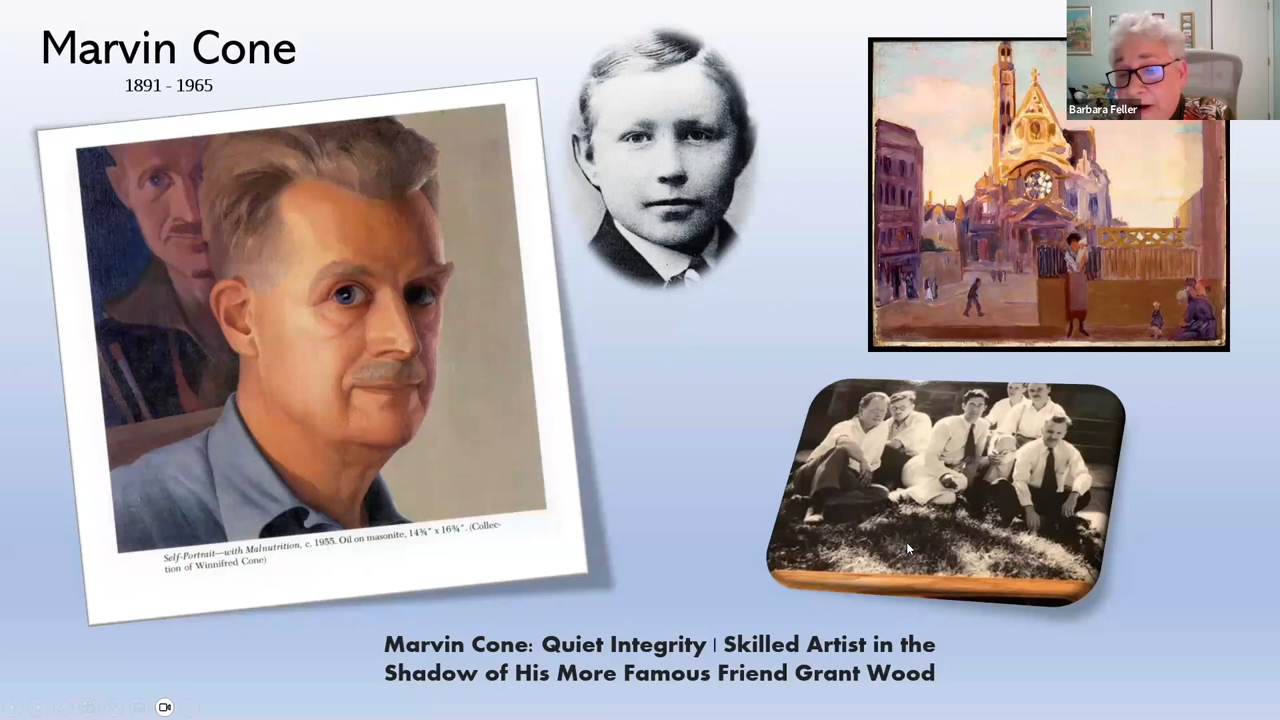 Marvin Cone
1891 - 1965
Barbara Feller
Self-Portrait—with Malnutrition, c. 1955. Oil on masonite, 14¾" x 16¾". (Collec-
tion of Winnifred Cone)
Marvin Cone: Quiet Integrity | Skilled Artist in the
Shadow of His More Famous Friend Grant Wood